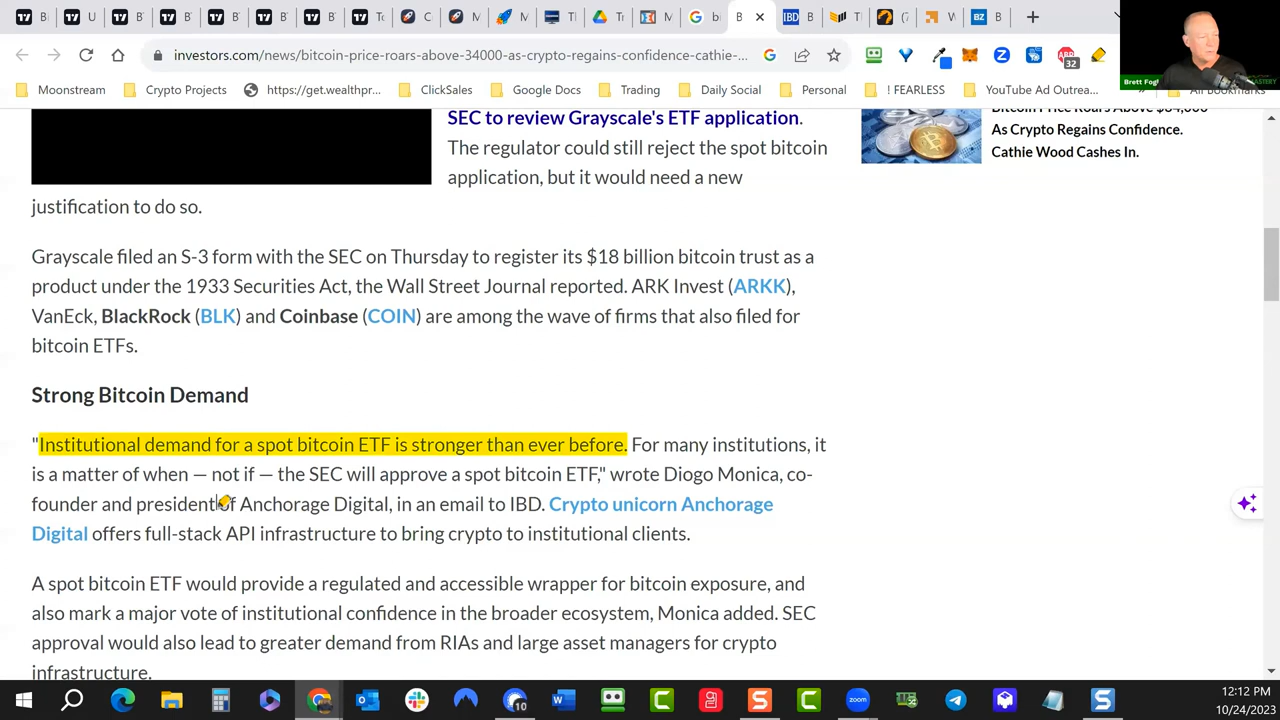 B
B
B
B
B
B
To
C
M
M
Tl
Tr
M
b
B
IBD
B
T
(7
W
BZ
B
investors.com/news/bitcoin-price-roars-above-34000-as-crypto-regains-confidence-cathie-...
32
Brett Fog
Moonstream
Crypto Projects
https://get.wealthpr...
BrickSales
Google Docs
Trading
Daily Social
Personal
! FEARLESS
YouTube Ad Outrea...
All Bookmarks
SEC to review Grayscale's ETF application.
The regulator could still reject the spot bitcoin
application, but it would need a new
justification to do so.
Bitcoin Price Roars Above $34,000
As Crypto Regains Confidence.
Cathie Wood Cashes In.
Grayscale filed an S-3 form with the SEC on Thursday to register its $18 billion bitcoin trust as a
product under the 1933 Securities Act, the Wall Street Journal reported. ARK Invest (ARKK),
VanEck, BlackRock (BLK) and Coinbase (COIN) are among the wave of firms that also filed for
bitcoin ETFs.
Strong Bitcoin Demand
"Institutional demand for a spot bitcoin ETF is stronger than ever before. For many institutions, it
is a matter of when — not if — the SEC will approve a spot bitcoin ETF," wrote Diogo Monica, co-
founder and president of Anchorage Digital, in an email to IBD. Crypto unicorn Anchorage
Digital offers full-stack API infrastructure to bring crypto to institutional clients.
A spot bitcoin ETF would provide a regulated and accessible wrapper for bitcoin exposure, and
also mark a major vote of institutional confidence in the broader ecosystem, Monica added. SEC
approval would also lead to greater demand from RIAs and large asset managers for crypto
infrastructure.
10
zoom
12:12 PM
10/24/2023